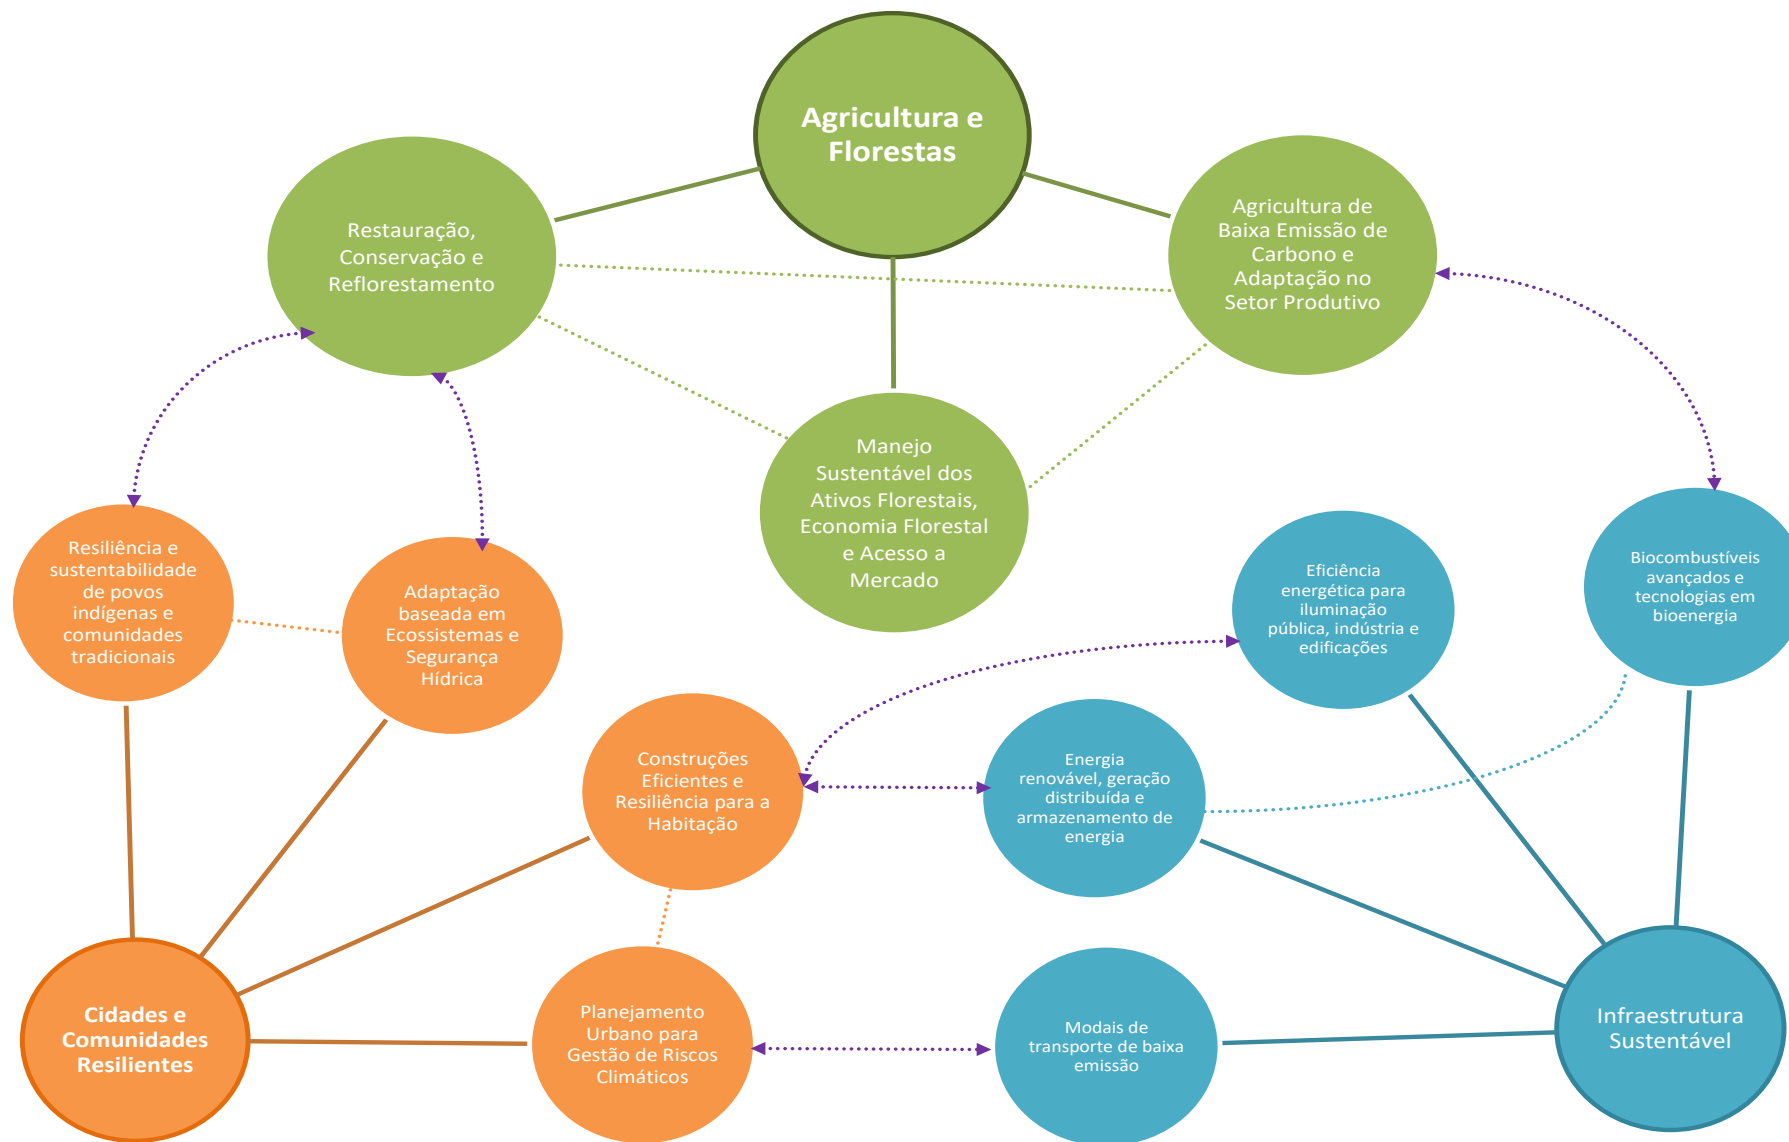 Agricultura e
Florestas
Restauração,
Conservação e
Reflorestamento
Agricultura de
Baixa Emissão de
Carbono e
Adaptação no
Setor Produtivo
Manejo
Sustentável dos
Ativos Florestais,
Economia Florestal
e Acesso a
Mercado
Resiliência e
sustentabilidade
de povos
indígenas e
comunidades
tradicionais
Adaptação
baseada em
Ecossistemas e
Segurança
Hídrica
Eficiência
energética para
iluminação
pública, indústria e
edificações
Biocombustíveis
avançados e
tecnologias em
bioenergia
Construções
Eficientes e
Resiliência para a
Habitação
Energia
renovável, geração
distribuída e
armazenamento de
energia
Cidades e
Comunidades
Resilientes
Planejamento
Urbano para
Gestão de Riscos
Climáticos
Modais de
transporte de baixa
emissão
Infraestrutura
Sustentável